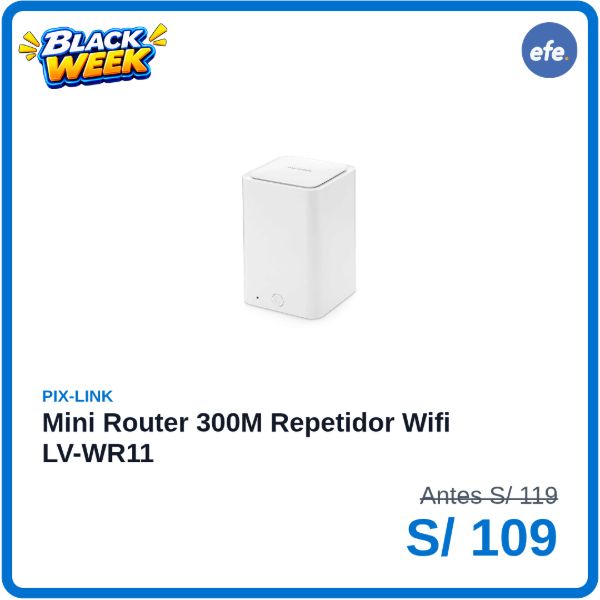 BLACK
WEEK
efe.
PIX-LINK
Mini Router 300M Repetidor Wifi
LV-WR11
Antes S/ 119
S/ 109